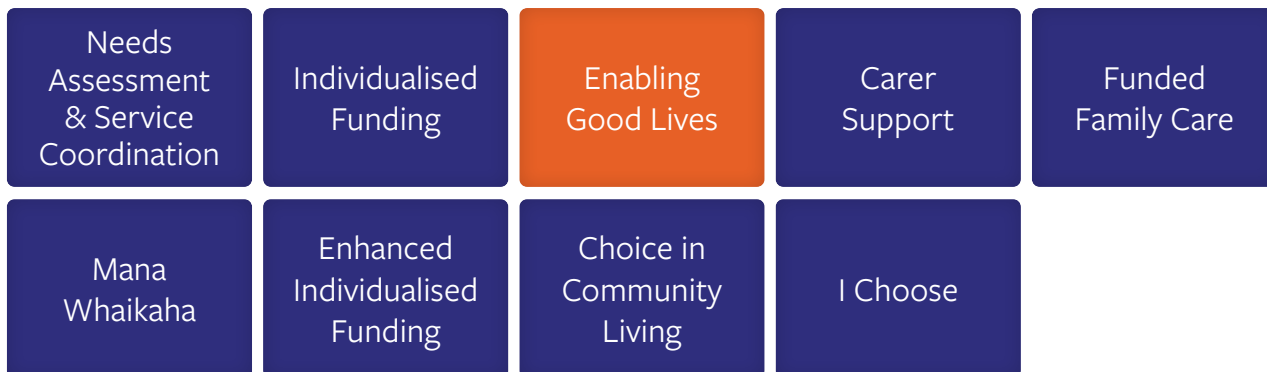 Needs
Assessment
& Service
Coordination
Individualised
Funding
Enabling
Good Lives
Carer
Support
Funded
Family Care
Mana
Whaikaha
Enhanced
Individualised
Funding
Choice in
Community
Living
I Choose